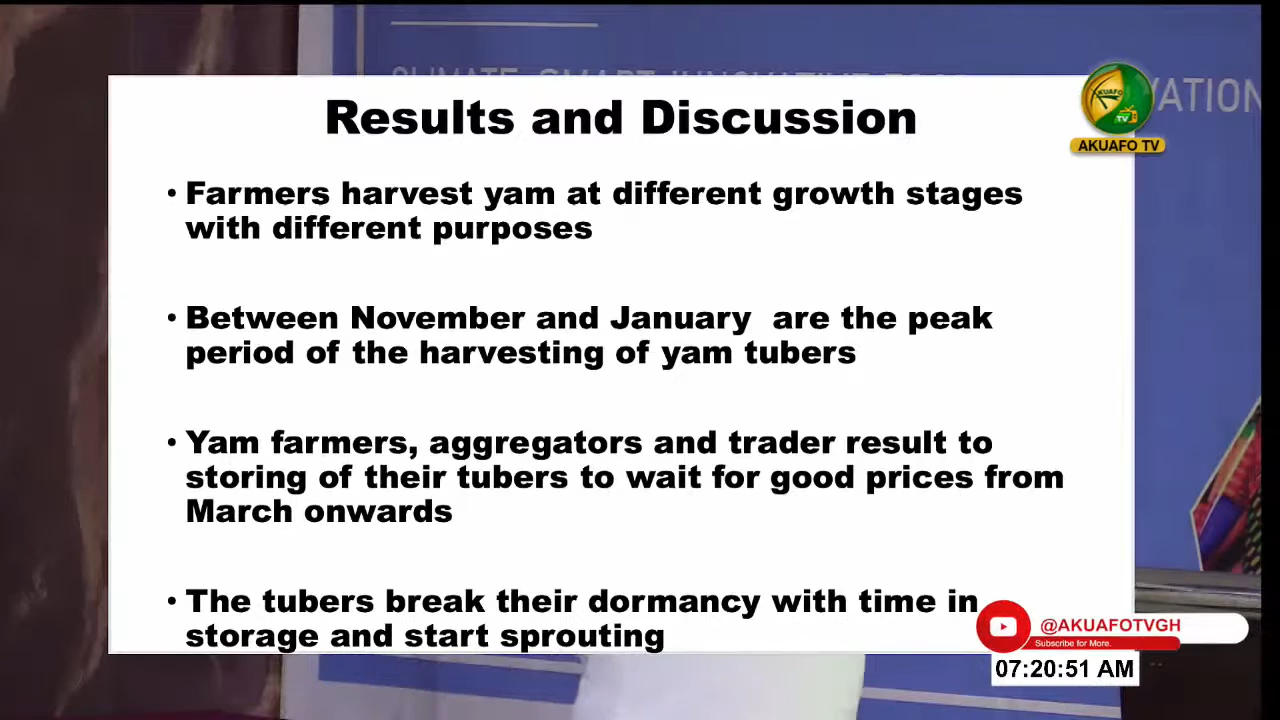 Results and Discussion
• Farmers harvest yam at different growth stages
with different purposes
• Between November and January are the peak
period of the harvesting of yam tubers
• Yam farmers, aggregators and trader result to
storing of their tubers to wait for good prices from
March onwards
• The tubers break their dormancy with time in
storage and start sprouting
AKUAFO
TV
AKUAFO TV
@AKUAFOTVGH
Subscribe for More.
07:20:51 AM